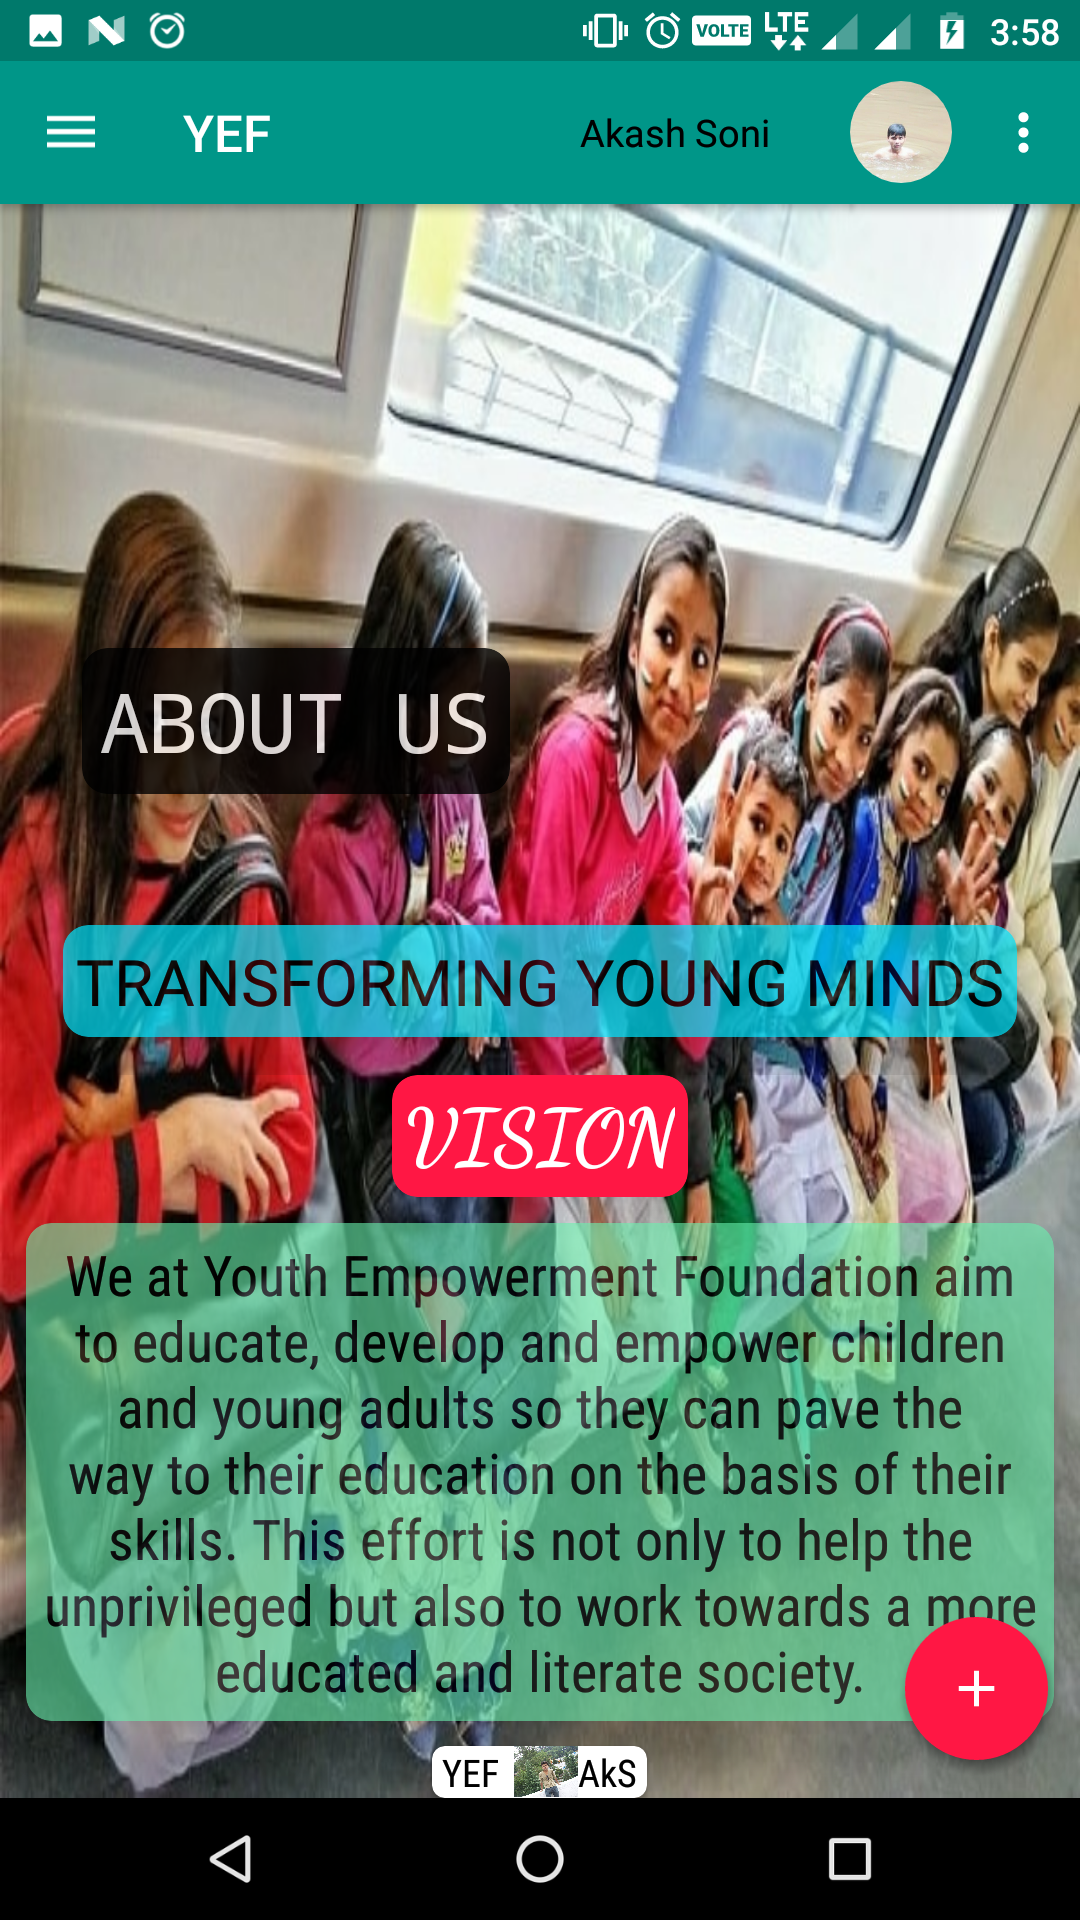 VOLTE LTE 3:58
YEF Akash Soni
ABOUT US
TRANSFORMING YOUNG MINDS
VISION
We at Youth Empowerment Foundation aim
to educate, develop and empower children
and young adults so they can pave the
way to their education on the basis of their
skills. This effort is not only to help the
unprivileged but also to work towards a more
educated and literate society.
YEF AkS